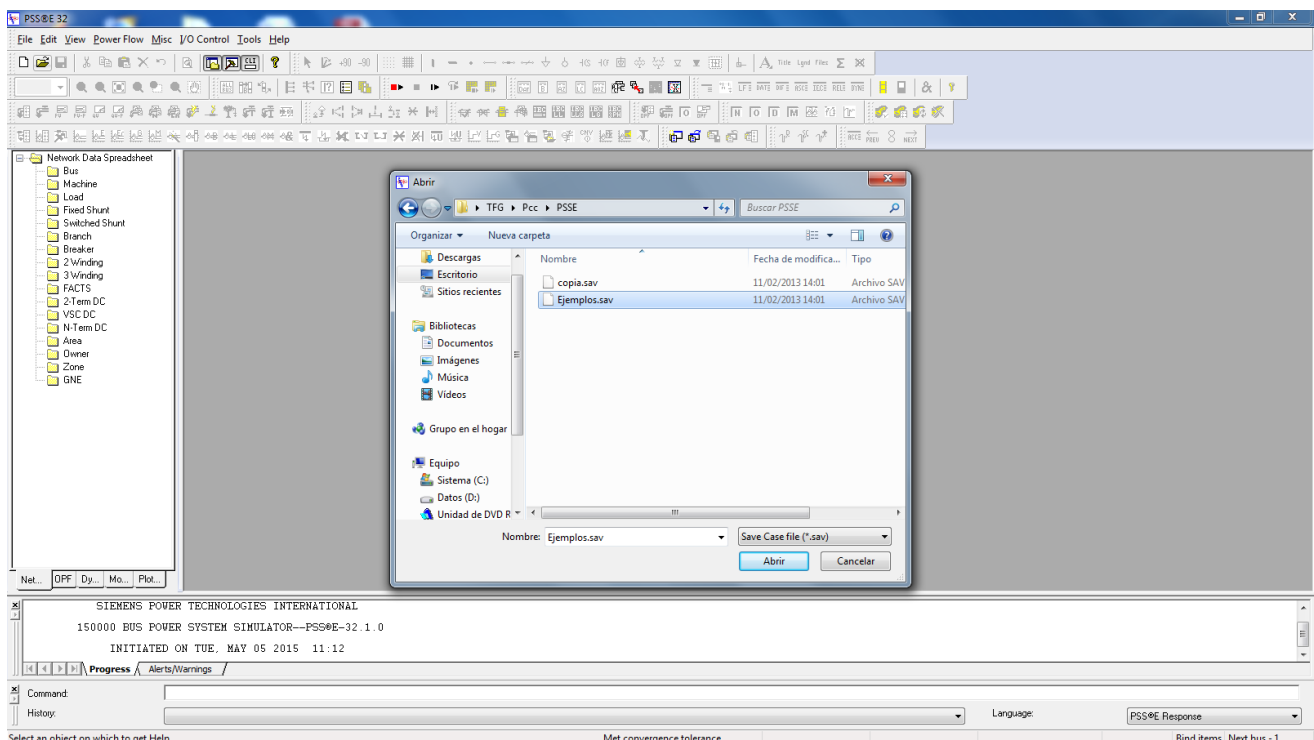 PSS®E 32
File Edit View Power Flow Misc I/O Control Tools Help
Network Data Spreadsheet
Bus
Machine
Load
Fixed Shunt
Switched Shunt
Branch
Breaker
2 Winding
3 Winding
FACTS
2-Term DC
VSC DC
N-Term DC
Area
Owner
Zone
GNE
Net... OPF Dy... Mo... Plot...
Abrir
TFG ▸ Pcc ▸ PSSE
Buscar PSSE
Organizar Nueva carpeta
Descargas
Escritorio
Sitios recientes
Bibliotecas
Documentos
Imágenes
Música
Vídeos
Grupo en el hogar
Equipo
Sistema (C:)
Datos (D:)
Unidad de DVD R
Nombre Fecha de modifica... Tipo
copia.sav 11/02/2013 14:01 Archivo SAV
Ejemplos.sav 11/02/2013 14:01 Archivo SAV
Nombre: Ejemplos.sav Save Case file (*.sav)
Abrir Cancelar
SIEMENS POWER TECHNOLOGIES INTERNATIONAL
150000 BUS POWER SYSTEM SIMULATOR--PSS®E-32.1.0
INITIATED ON TUE, MAY 05 2015 11:12
Progress Alerts/Warnings
Command:
History: Language: PSS®E Response
Select an object on which to get Help Met convergence tolerance Bind items Next bus - 1